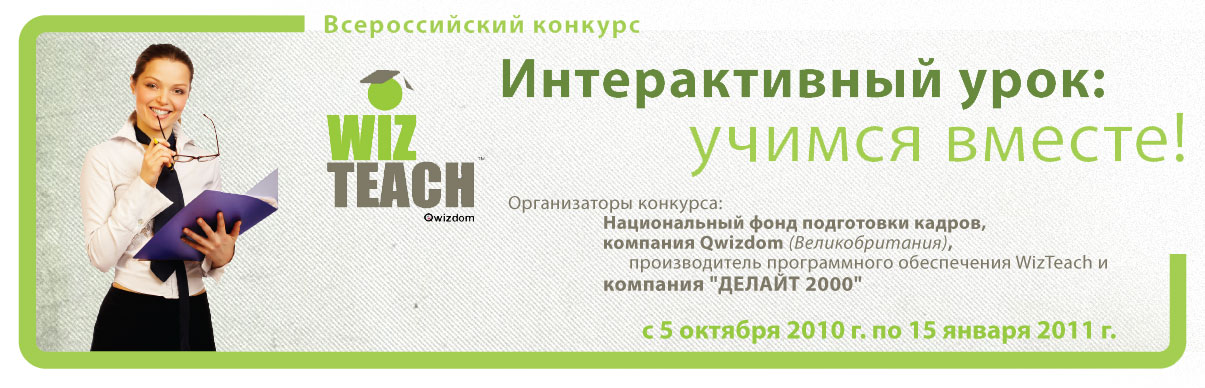 Всероссийский конкурс
Интерактивный урок:
учимся вместе!
WIZ
TEACH™
Qwizdom
Организаторы конкурса:
Национальный фонд подготовки кадров,
компания Qwizdom (Великобритания),
производитель программного обеспечения WizTeach и
компания "ДЕЛАЙТ 2000"
с 5 октября 2010 г. по 15 января 2011 г.